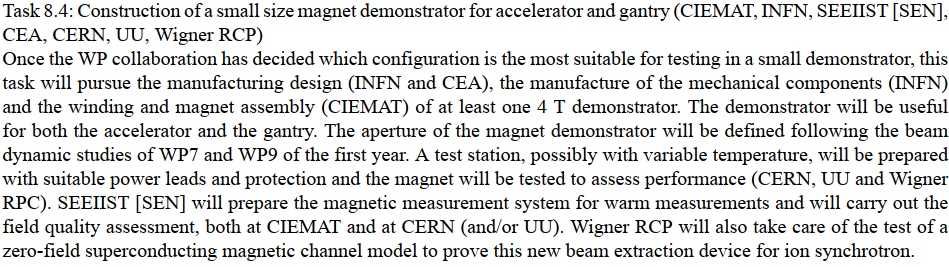 Task 8.4: Construction of a small size magnet demonstrator for accelerator and gantry (CIEMAT, INFN, SEEIIST [SEN],
CEA, CERN, UU, Wigner RCP)
Once the WP collaboration has decided which configuration is the most suitable for testing in a small demonstrator, this
task will pursue the manufacturing design (INFN and CEA), the manufacture of the mechanical components (INFN)
and the winding and magnet assembly (CIEMAT) of at least one 4 T demonstrator. The demonstrator will be useful
for both the accelerator and the gantry. The aperture of the magnet demonstrator will be defined following the beam
dynamic studies of WP7 and WP9 of the first year. A test station, possibly with variable temperature, will be prepared
with suitable power leads and protection and the magnet will be tested to assess performance (CERN, UU and Wigner
RPC). SEEIIST [SEN] will prepare the magnetic measurement system for warm measurements and will carry out the
field quality assessment, both at CIEMAT and at CERN (and/or UU). Wigner RCP will also take care of the test of a
zero-field superconducting magnetic channel model to prove this new beam extraction device for ion synchrotron.